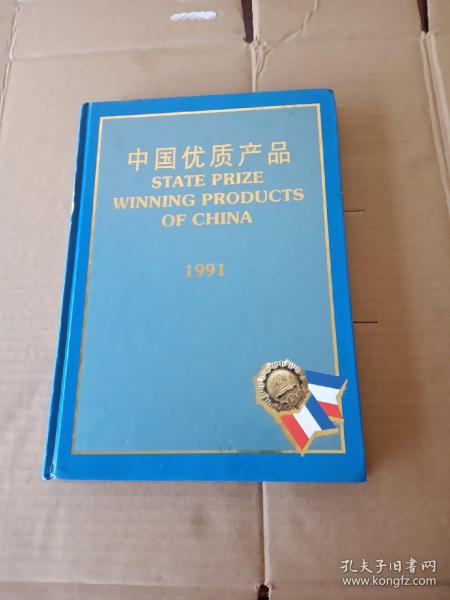 中国优质产品
STATE PRIZE
WINNING PRODUCTS
OF CHINA
1991
孔夫子旧书网
www.kongfz.com